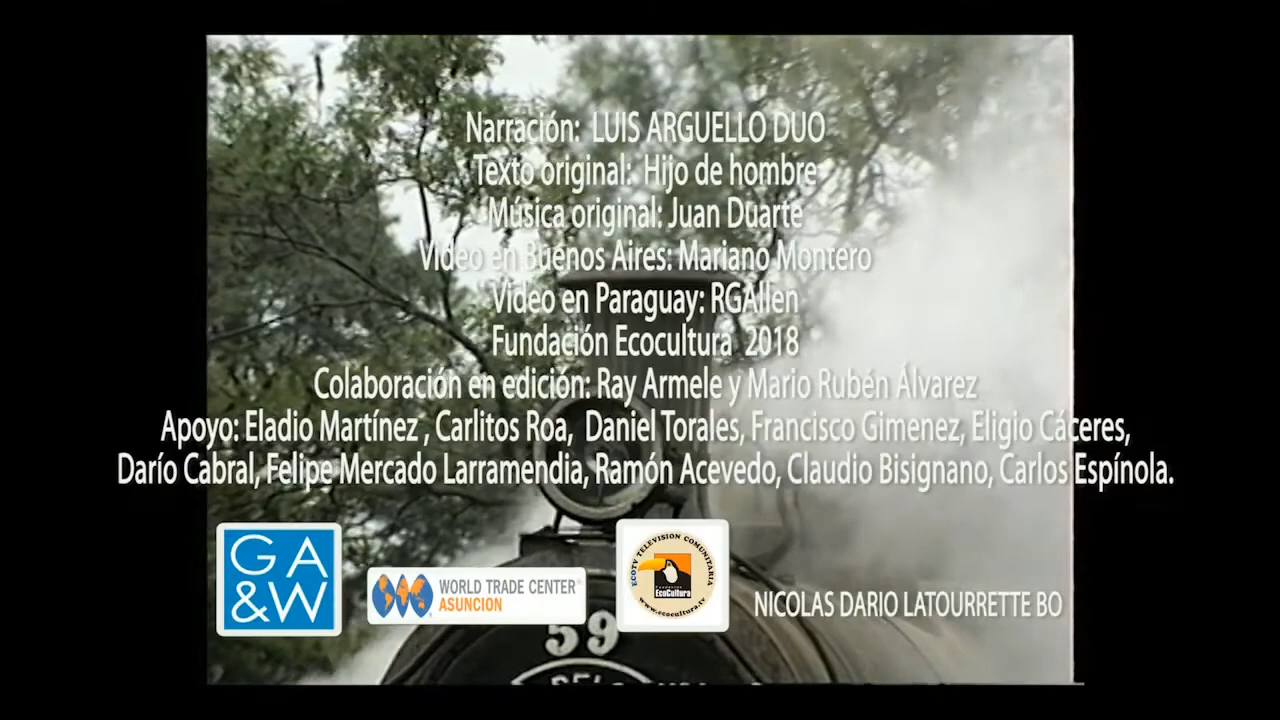 Narración:  LUIS ARGUELLO DUO
Texto original:  Hijo de hombre
Música original: Juan Duarte
Video en Buenos Aires: Mariano Montero
Video en Paraguay: RGAllen
Fundación Ecocultura  2018
Colaboración en edición: Ray Armele y Mario Rubén Álvarez
Apoyo: Eladio Martínez , Carlitos Roa,  Daniel Torales, Francisco Gimenez, Eligio Cáceres,
Darío Cabral, Felipe Mercado Larramendia, Ramón Acevedo, Claudio Bisignano, Carlos Espínola.
GA
&W
WORLD TRADE CENTER
ASUNCION
ECOTV TELEVISION COMUNITARIA
Fundación
EcoCultura
www.ecocultura.tv
NICOLAS DARIO LATOURRETTE BO
59